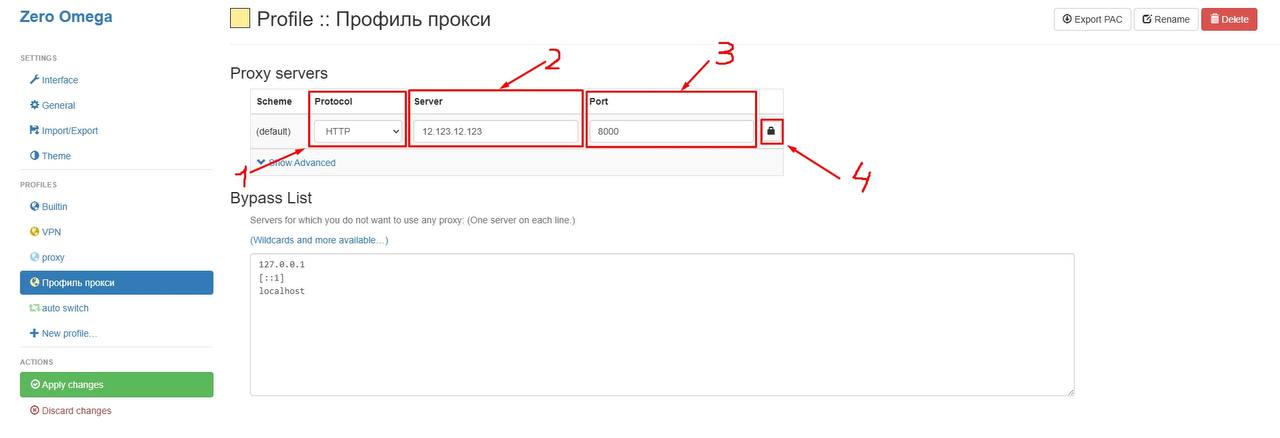 Zero Omega
Profile :: Профиль прокси
Export PAC
Rename
Delete
SETTINGS
Interface
General
Import/Export
Theme
PROFILES
Builtin
VPN
proxy
Профиль прокси
auto switch
New profile…
ACTIONS
Apply changes
Discard changes
Proxy servers
2
3
Scheme Protocol Server Port
(default) HTTP 12.123.12.123 8000
1
Show Advanced
4
Bypass List
Servers for which you do not want to use any proxy: (One server on each line.)
(Wildcards and more available…)
127.0.0.1
[::1]
localhost